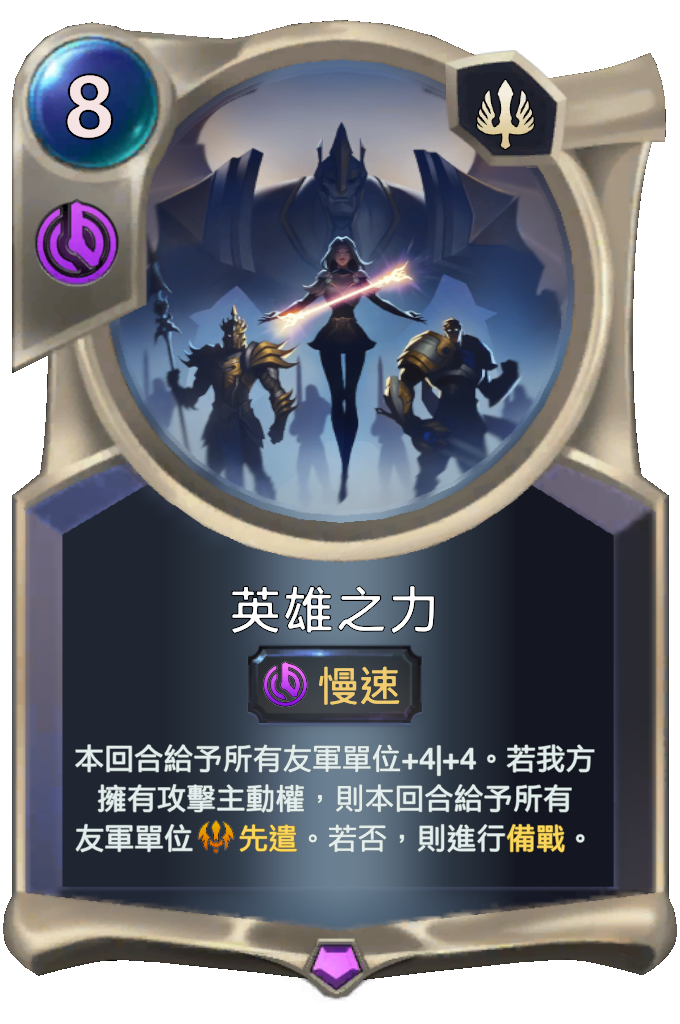 8
英雄之力
慢速
本回合給予所有友軍單位+4|+4。若我方
擁有攻擊主動權，則本回合給予所有
友軍單位先遣。若否，則進行備戰。